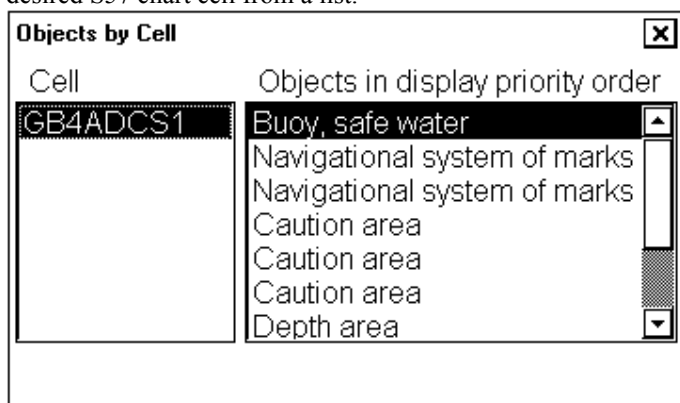 desired S57 chart cell from a list.
Objects by Cell
Cell
Objects in display priority order
GB4ADCS1
Buoy, safe water
Navigational system of marks
Navigational system of marks
Caution area
Caution area
Caution area
Depth area